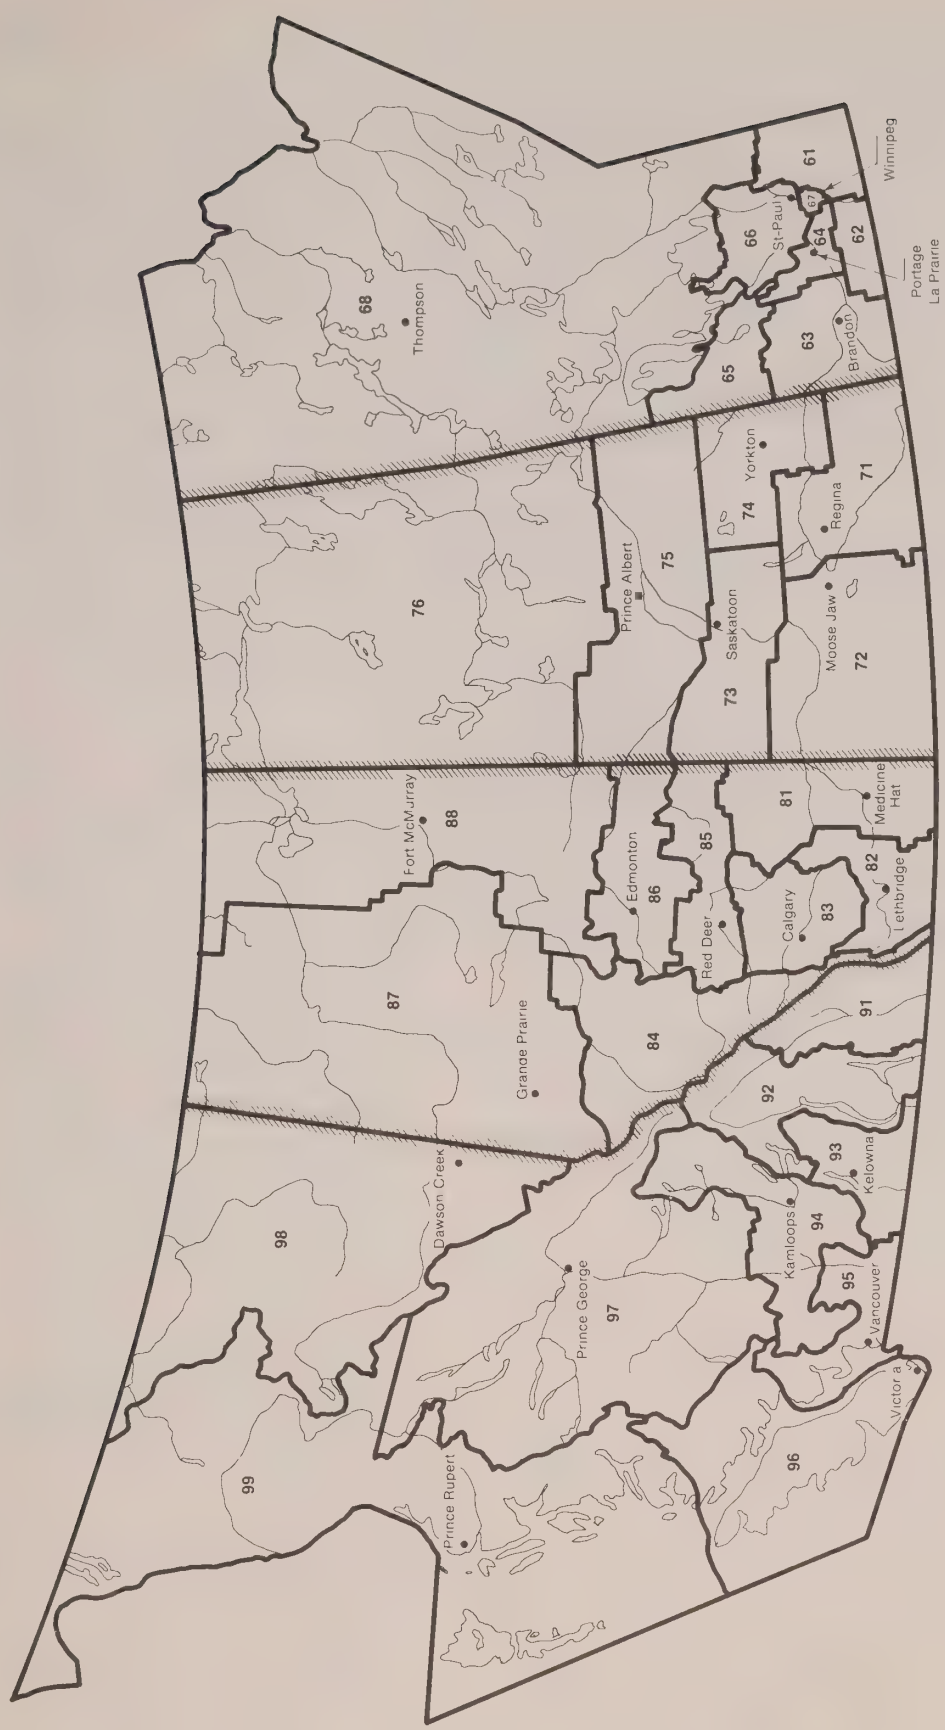 99
98
Prince Rupert
Dawson Creek
Prince George
97
96
Kamloops
94
95
Vancouver
Victor a
93
Kelowna
92
91
87
Grande Prairie
84
Fort McMurray
88
Edmonton
86
Red Deer
85
Calgary
83
81
82
Lethbridge
Medicine
Hat
76
Prince Albert
75
Saskatoon
73
74
Yorkton
Moose Jaw
72
Regina
71
68
Thompson
65
66
St-Paul
63
Brandon
64
67
61
62
Portage
La Prairie
Winnipeg